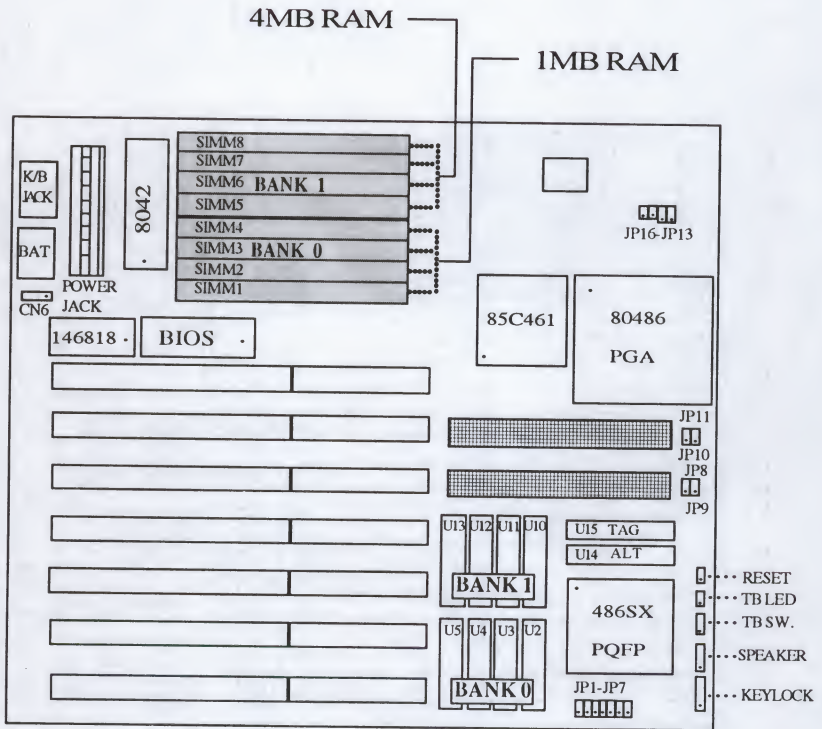 4MB RAM
1MB RAM
SIMM8
SIMM7
SIMM6 BANK 1
SIMM5
SIMM4
SIMM3 BANK 0
SIMM2
SIMM1
K/B
JACK
BAT
CN6
POWER
JACK
8042
146818
BIOS
JP16-JP13
85C461
80486
PGA
JP11
JP10
JP8
JP9
U13 U12 U11 U10
BANK 1
U15 TAG
U14 ALT
U5 U4 U3 U2
BANK 0
486SX
PQFP
JP1-JP7
RESET
TB LED
TB SW.
SPEAKER
KEYLOCK